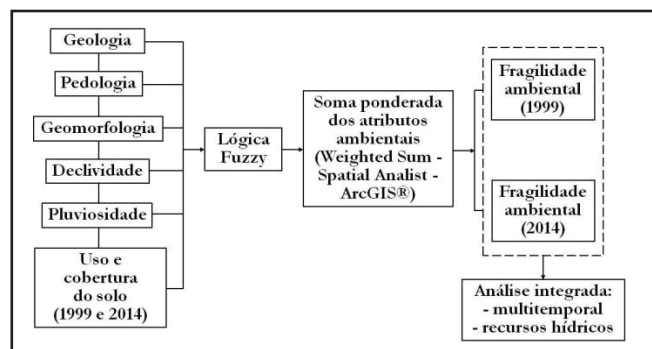 Geologia
Pedologia
Geomorfologia
Declividade
Pluviosidade
Uso e
cobertura
do solo
(1999 e 2014)
Lógica
Fuzzy
Soma ponderada
dos atributos
ambientais
(Weighted Sum -
Spatial Analist -
ArcGIS®)
Fragilidade
ambiental
(1999)
Fragilidade
ambiental
(2014)
Análise integrada:
- multitemporal
- recursos hídricos